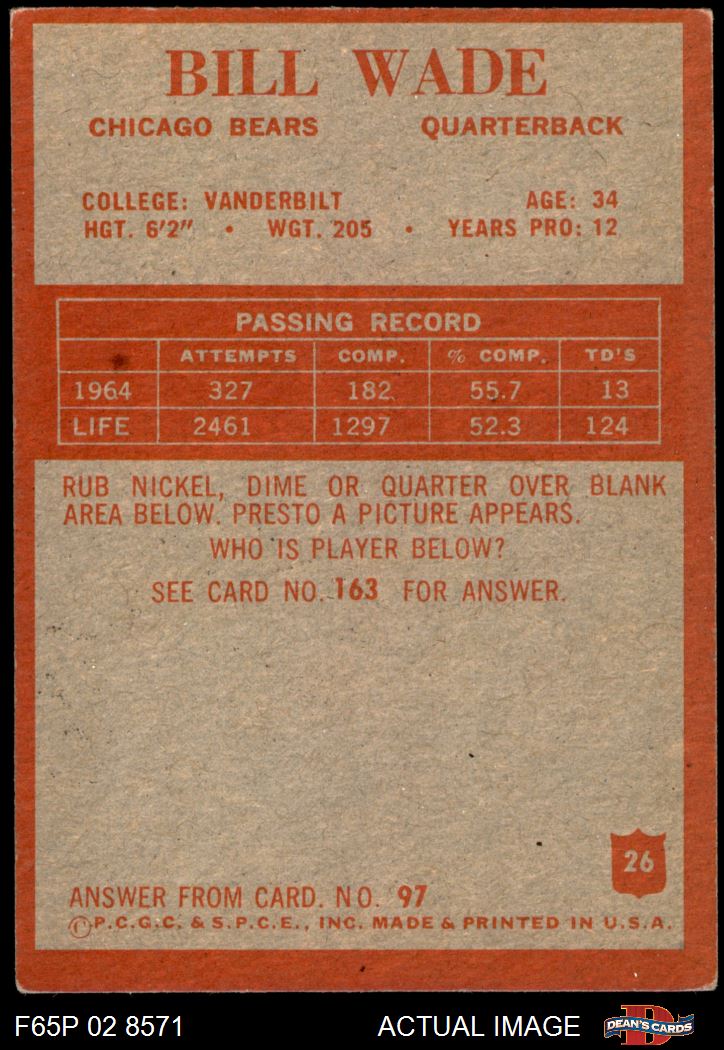 BILL WADE
CHICAGO BEARS QUARTERBACK
COLLEGE: VANDERBILT AGE: 34
HGT. 6'2" • WGT. 205 • YEARS PRO: 12
PASSING RECORD
ATTEMPTS COMP. % COMP. TD'S
1964 327 182 55.7 13
LIFE 2461 1297 52.3 124
RUB NICKEL, DIME OR QUARTER OVER BLANK
AREA BELOW. PRESTO A PICTURE APPEARS.
WHO IS PLAYER BELOW?
SEE CARD NO. 163 FOR ANSWER.
26
ANSWER FROM CARD. NO. 97
©P.C.G.C. & S.P.C.E., INC. MADE & PRINTED IN U.S.A.
F65P 02 8571 ACTUAL IMAGE
D
DEAN'S CARDS